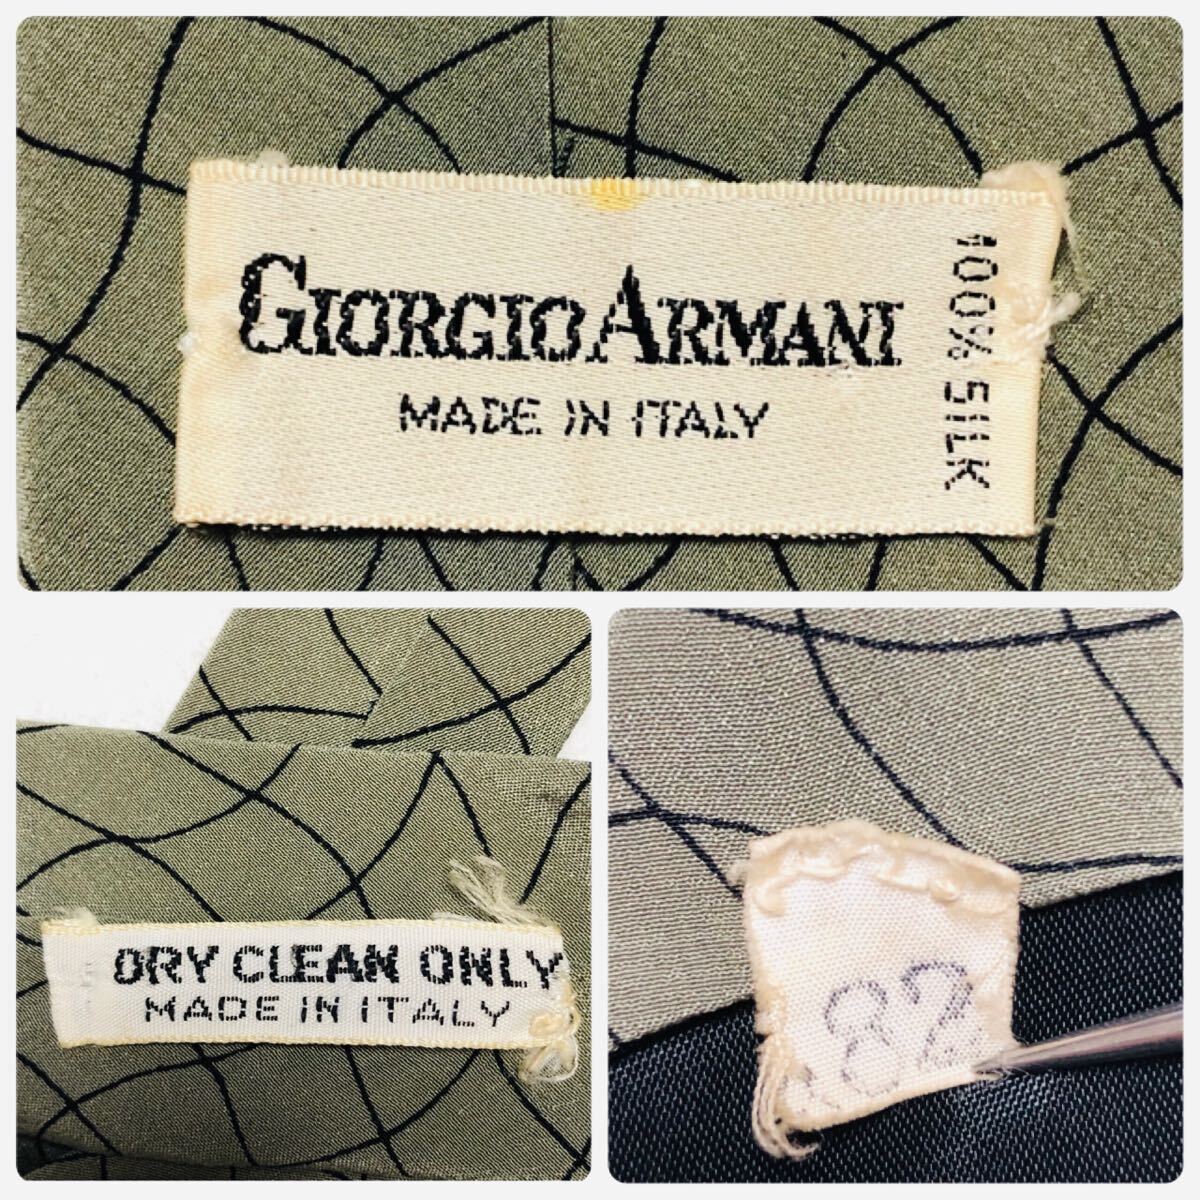 GIORGIO ARMANI
MADE IN ITALY
100% SILK
DRY CLEAN ONLY
MADE IN ITALY